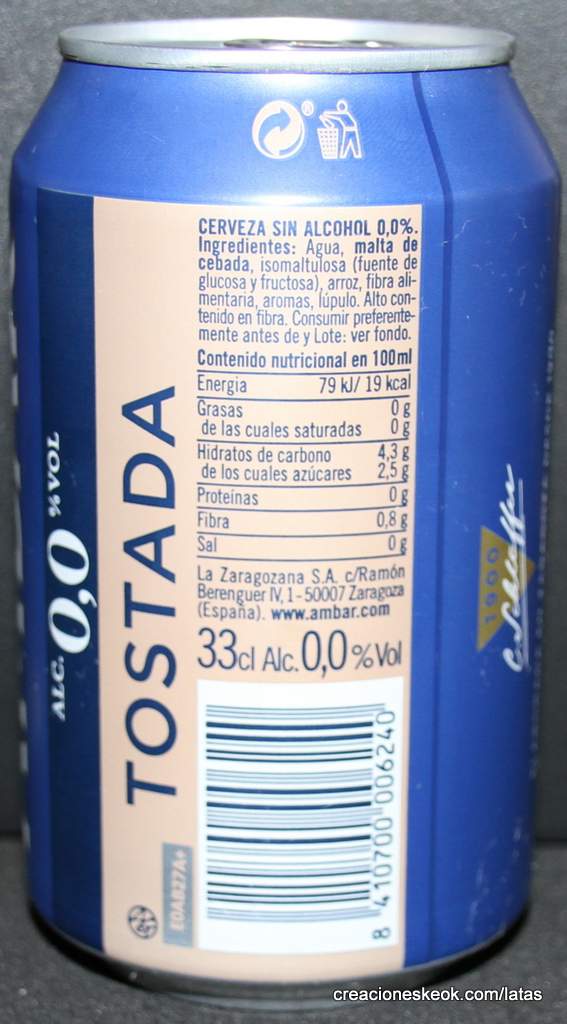 CERVEZA SIN ALCOHOL 0,0%.
Ingredientes: Agua, malta de
cebada, isomaltulosa (fuente de
glucosa y fructosa), arroz, fibra ali-
mentaria, aromas, lúpulo. Alto con-
tenido en fibra. Consumir preferente-
mente antes de y Lote: ver fondo.
Contenido nutricional en 100ml
Energia 79 kJ/ 19 kcal
Grasas 0 g
de las cuales saturadas 0 g
Hidratos de carbono 4,3 g
de los cuales azúcares 2,5 g
Proteínas 0 g
Fibra 0,8 g
Sal 0 g
La Zaragozana S.A. c/Ramón
Berenguer IV, 1 - 50007 Zaragoza
(España). www.ambar.com
33cl Alc. 0,0 %Vol
8 410700 006240
TOSTADA
ALC. 0,0 %VOL
EDAB27A+
1900
creacioneskeok.com/latas